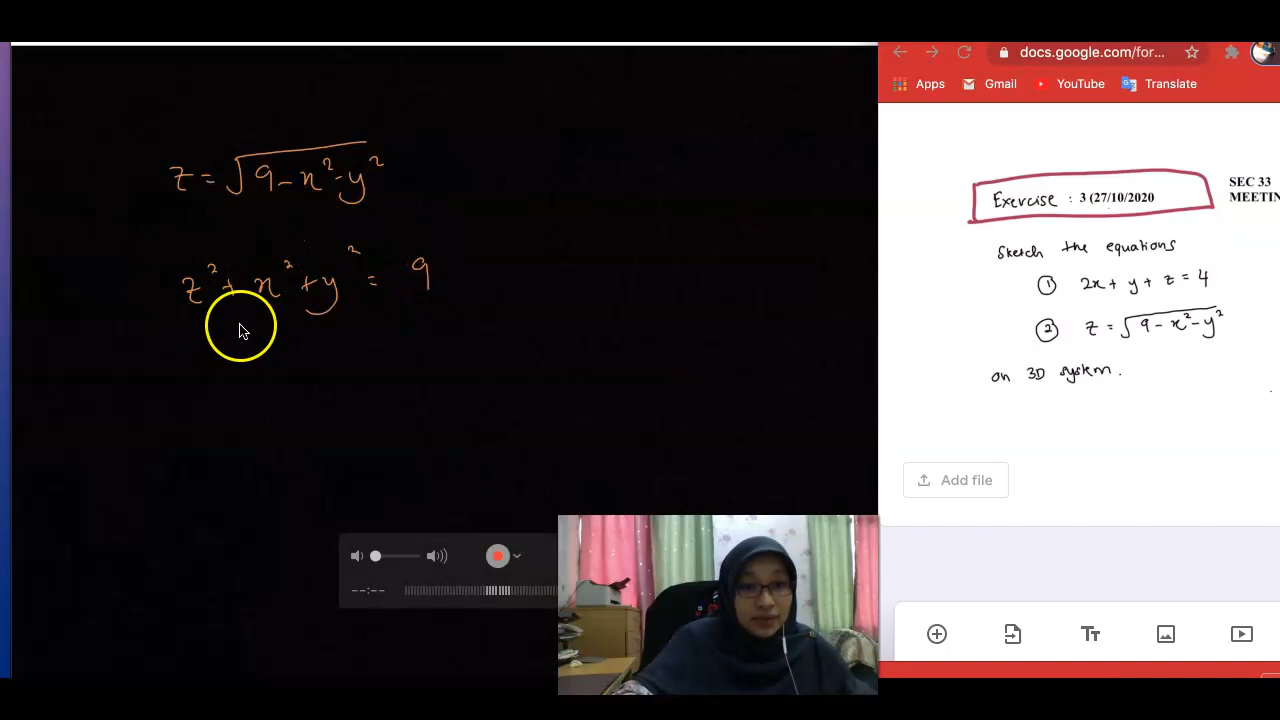 z = √9 - x² - y²
z² + x² + y² = 9
--:--
docs.google.com/for...
Apps Gmail YouTube Translate
Exercise : 3 (27/10/2020
SEC 33
MEETIN
Sketch the equations
① 2x + y + z = 4
② z = √9 - x² - y²
on 3D system.
Add file
Tт